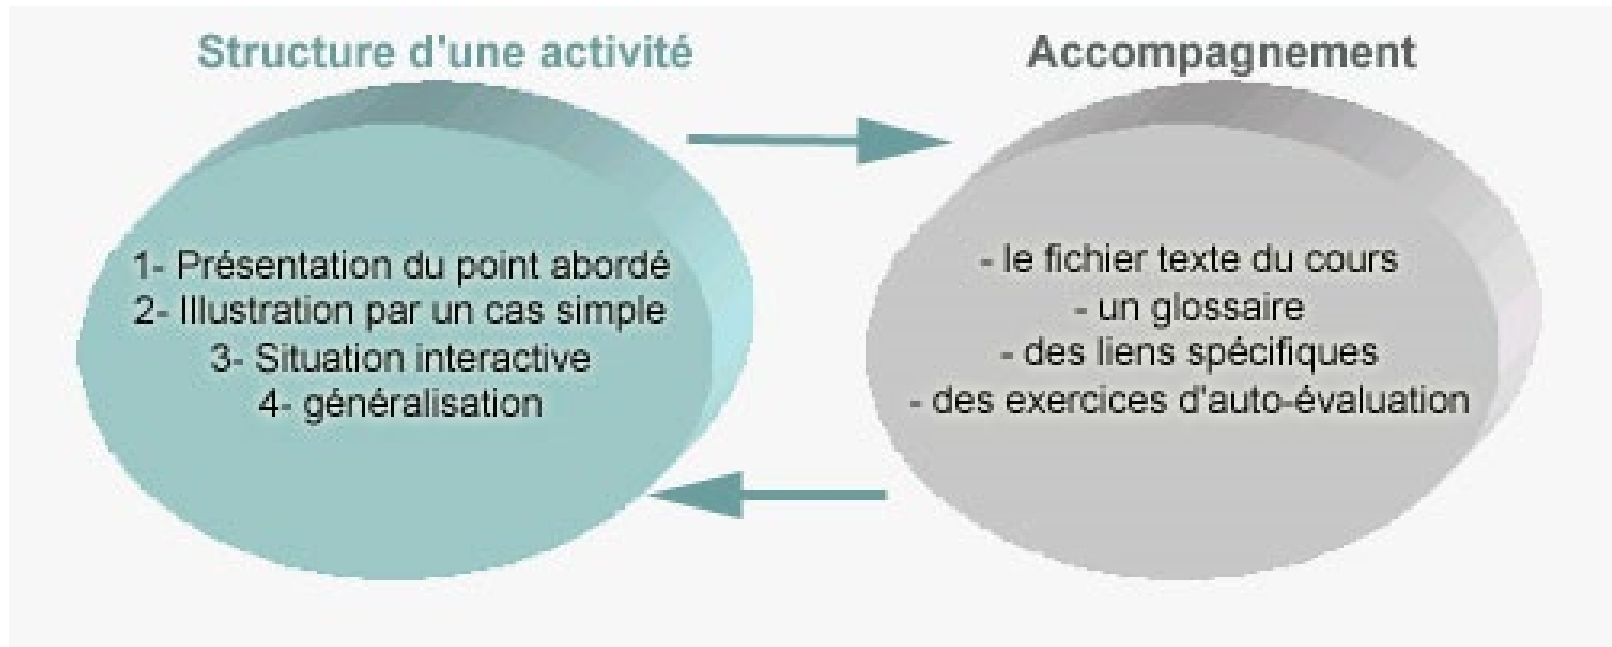 Structure d'une activité
1- Présentation du point abordé
2- Illustration par un cas simple
3- Situation interactive
4- généralisation
Accompagnement
- le fichier texte du cours
- un glossaire
- des liens spécifiques
- des exercices d'auto-évaluation